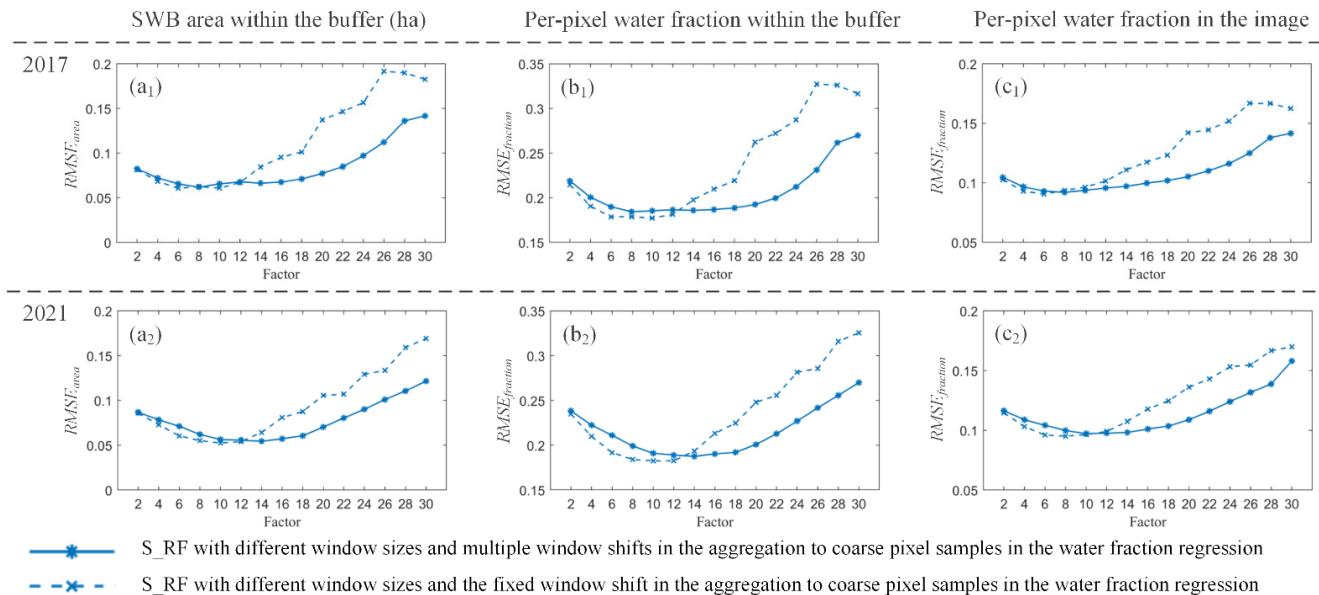 SWB area within the buffer (ha) Per-pixel water fraction within the buffer Per-pixel water fraction in the image
2017
(a1) (b1) (c1)
RMSEarea RMSEfraction RMSEfraction
0.2 0.15 0.1 0.05 0
0.35 0.3 0.25 0.2 0.15
0.2 0.15 0.1 0.05
2 4 6 8 10 12 14 16 18 20 22 24 26 28 30
2 4 6 8 10 12 14 16 18 20 22 24 26 28 30
2 4 6 8 10 12 14 16 18 20 22 24 26 28 30
Factor Factor Factor
2021
(a2) (b2) (c2)
RMSEarea RMSEfraction RMSEfraction
0.2 0.15 0.1 0.05 0
0.35 0.3 0.25 0.2 0.15
0.2 0.15 0.1 0.05
2 4 6 8 10 12 14 16 18 20 22 24 26 28 30
2 4 6 8 10 12 14 16 18 20 22 24 26 28 30
2 4 6 8 10 12 14 16 18 20 22 24 26 28 30
Factor Factor Factor
S_RF with different window sizes and multiple window shifts in the aggregation to coarse pixel samples in the water fraction regression
S_RF with different window sizes and the fixed window shift in the aggregation to coarse pixel samples in the water fraction regression